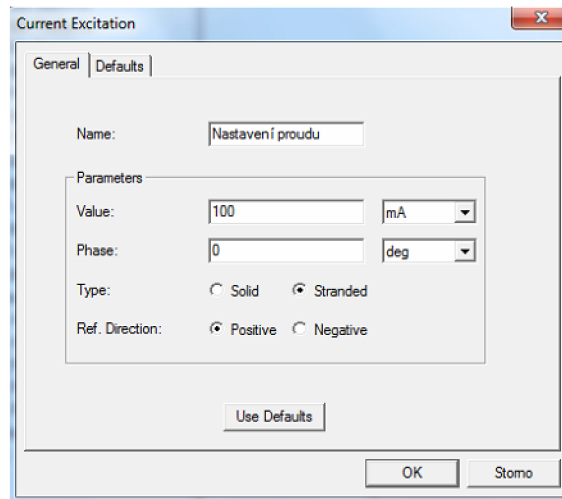 Current Excitation
General Defaults
Name: Nastavení proudu
Parameters
Value: 100 mA
Phase: 0 deg
Type: Solid Stranded
Ref. Direction: Positive Negative
Use Defaults
OK Storno